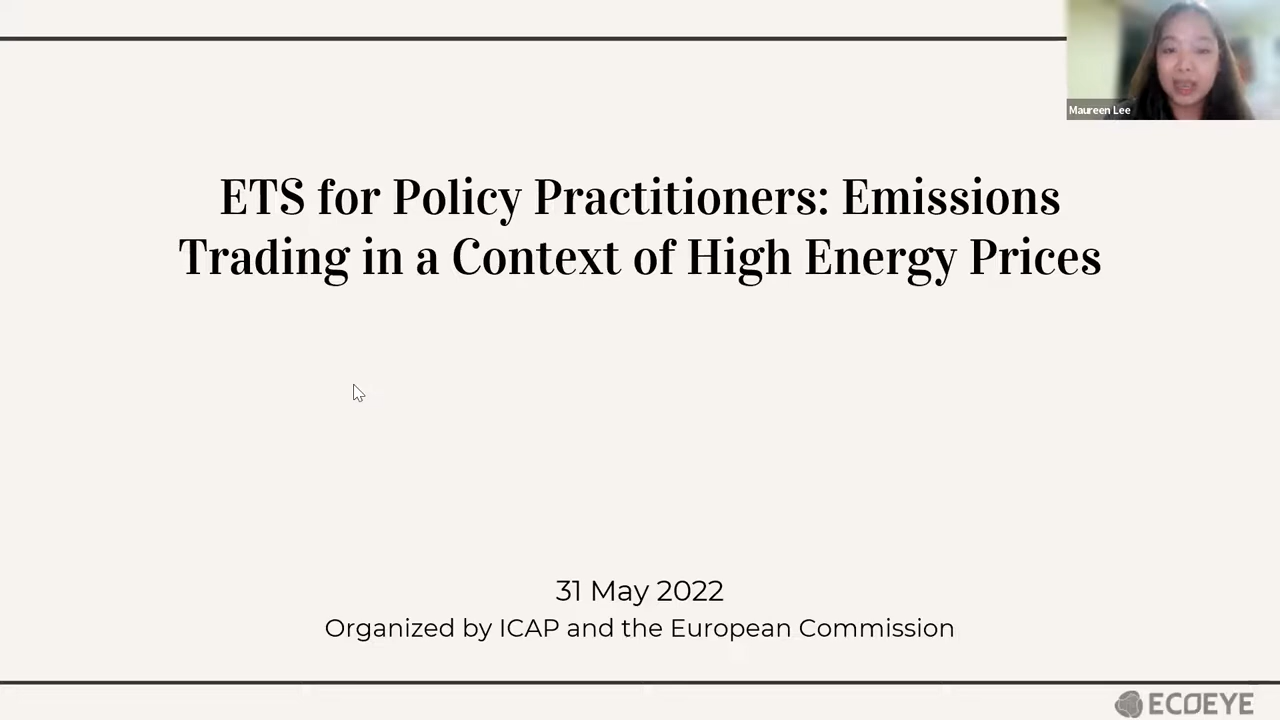 Maureen Lee
ETS for Policy Practitioners: Emissions
Trading in a Context of High Energy Prices
31 May 2022
Organized by ICAP and the European Commission
ECOEYE